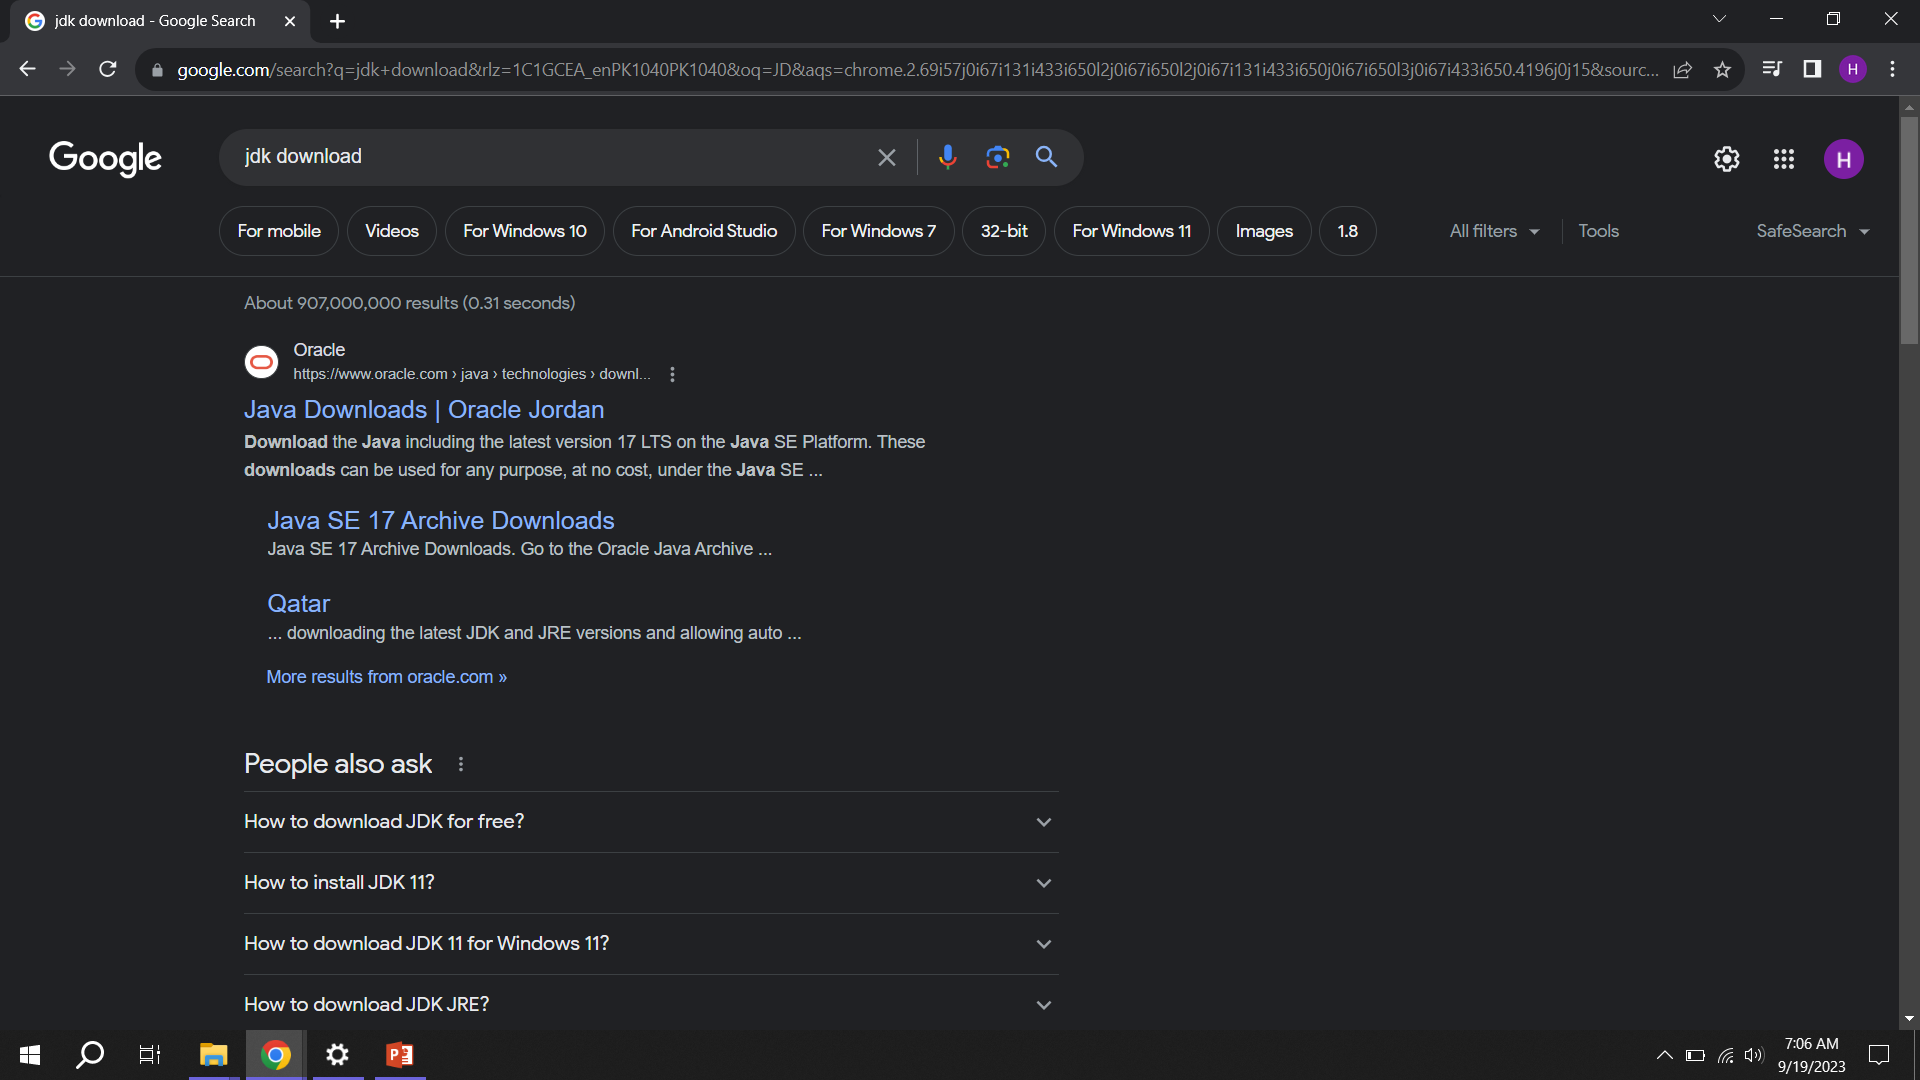 jdk download - Google Search
google.com/search?q=jdk+download&rlz=1C1GCEA_enPK1040PK1040&oq=JD&aqs=chrome.2.69i57j0i67i131i433i650l2j0i67i650l2j0i67i131i433i650j0i67i650l3j0i67i433i650.4196j0j15&sourc...
H
Google
jdk download
H
For mobile
Videos
For Windows 10
For Android Studio
For Windows 7
32-bit
For Windows 11
Images
1.8
All filters
Tools
SafeSearch
About 907,000,000 results (0.31 seconds)
Oracle
https://www.oracle.com › java › technologies › downl...
Java Downloads | Oracle Jordan
Download the Java including the latest version 17 LTS on the Java SE Platform. These
downloads can be used for any purpose, at no cost, under the Java SE ...
Java SE 17 Archive Downloads
Java SE 17 Archive Downloads. Go to the Oracle Java Archive ...
Qatar
... downloading the latest JDK and JRE versions and allowing auto ...
More results from oracle.com »
People also ask
How to download JDK for free?
How to install JDK 11?
How to download JDK 11 for Windows 11?
How to download JDK JRE?
P
7:06 AM
9/19/2023